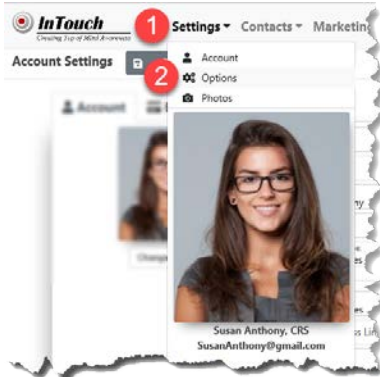 InTouch
Creating Top of Mind Awareness
1
Settings
Contacts
Marketing
Account Settings
Account
2
Options
Photos
Account
Change
Susan Anthony, CRS
SusanAnthony@gmail.com